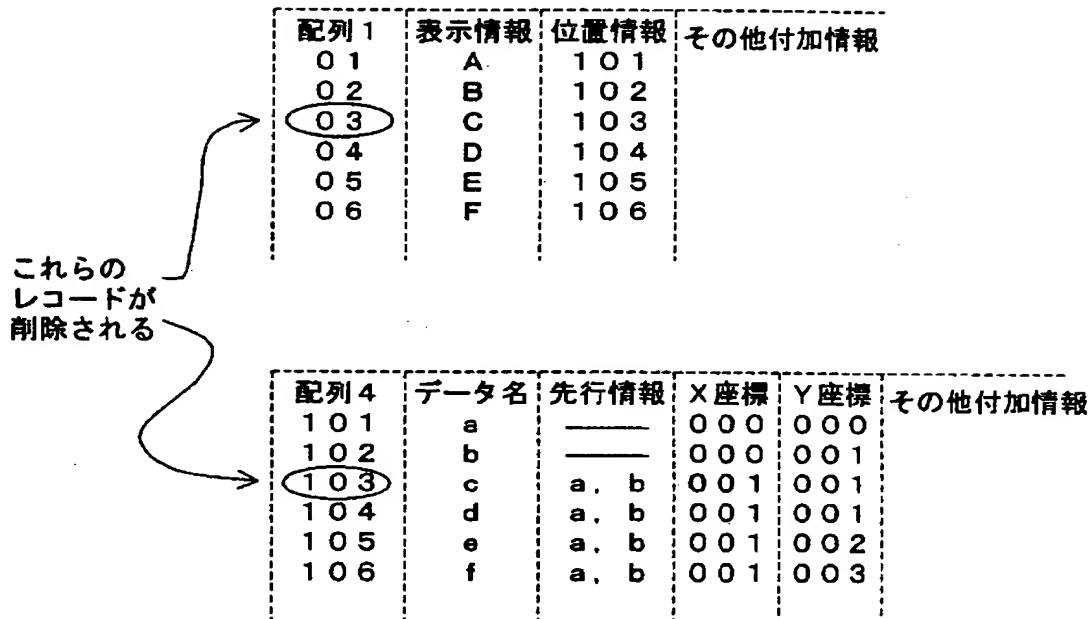 配列1 表示情報 位置情報 その他付加情報
01 A 101
02 B 102
03 C 103
04 D 104
05 E 105
06 F 106
これらの
レコードが
削除される
配列4 データ名 先行情報 X座標 Y座標 その他付加情報
101 a —— 000 000
102 b —— 000 001
103 c a, b 001 001
104 d a, b 001 001
105 e a, b 001 002
106 f a, b 001 003